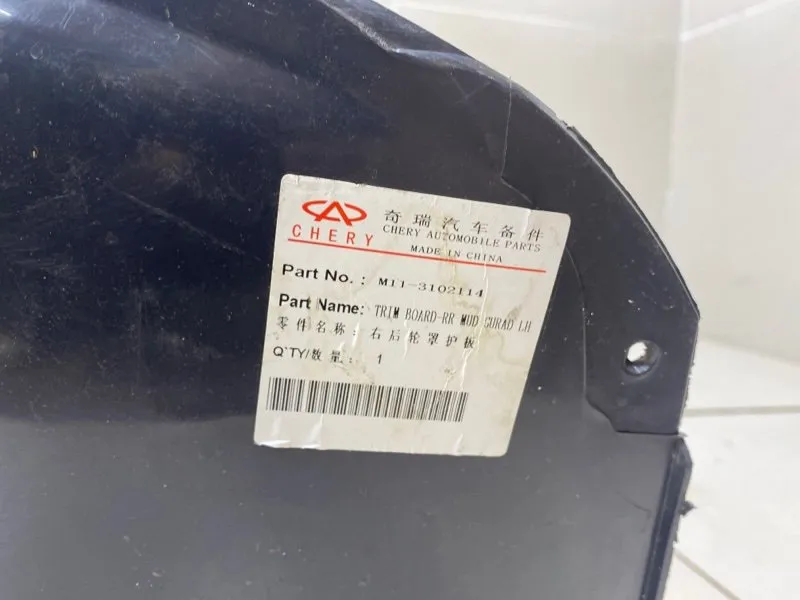 CHERY
奇瑞汽车备件
CHERY AUTOMOBILE PARTS
MADE IN CHINA
Part No.: M11-3102114
Part Name: TRIM BOARD-RR MUD GURAD LH
零件名称: 右后轮罩护板
Q`TY/数量: 1